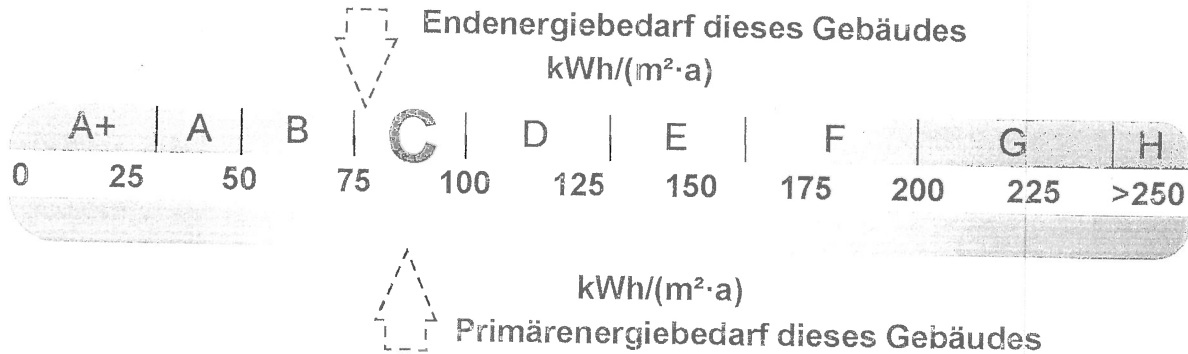 Endenergiebedarf dieses Gebäudes
kWh/(m²·a)
A+ | A | B | C | D | E | F | G | H
0 25 50 75 100 125 150 175 200 225 >250
kWh/(m²·a)
Primärenergiebedarf dieses Gebäudes